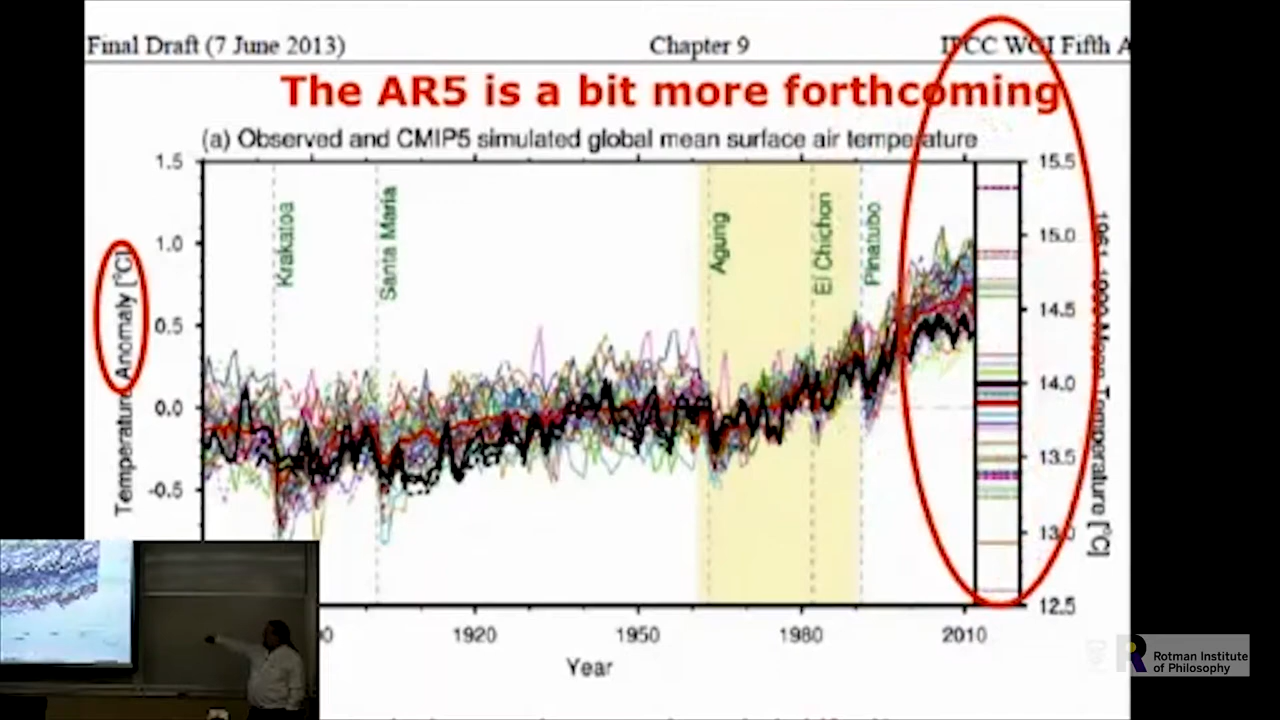 Final Draft (7 June 2013) Chapter 9 IPCC WGI Fifth A
The AR5 is a bit more forthcoming
(a) Observed and CMIP5 simulated global mean surface air temperature
1.5
1.0
0.5
0.0
-0.5
Temperature Anomaly [°C]
Krakatoa
Santa Maria
Agung
El Chichon
Pinatubo
15.5
15.0
14.5
14.0
13.5
13.0
12.5
1961-1990 Mean Temperature [°C]
00 1920 1950 1980 2010
Year
Rotman Institute
of Philosophy